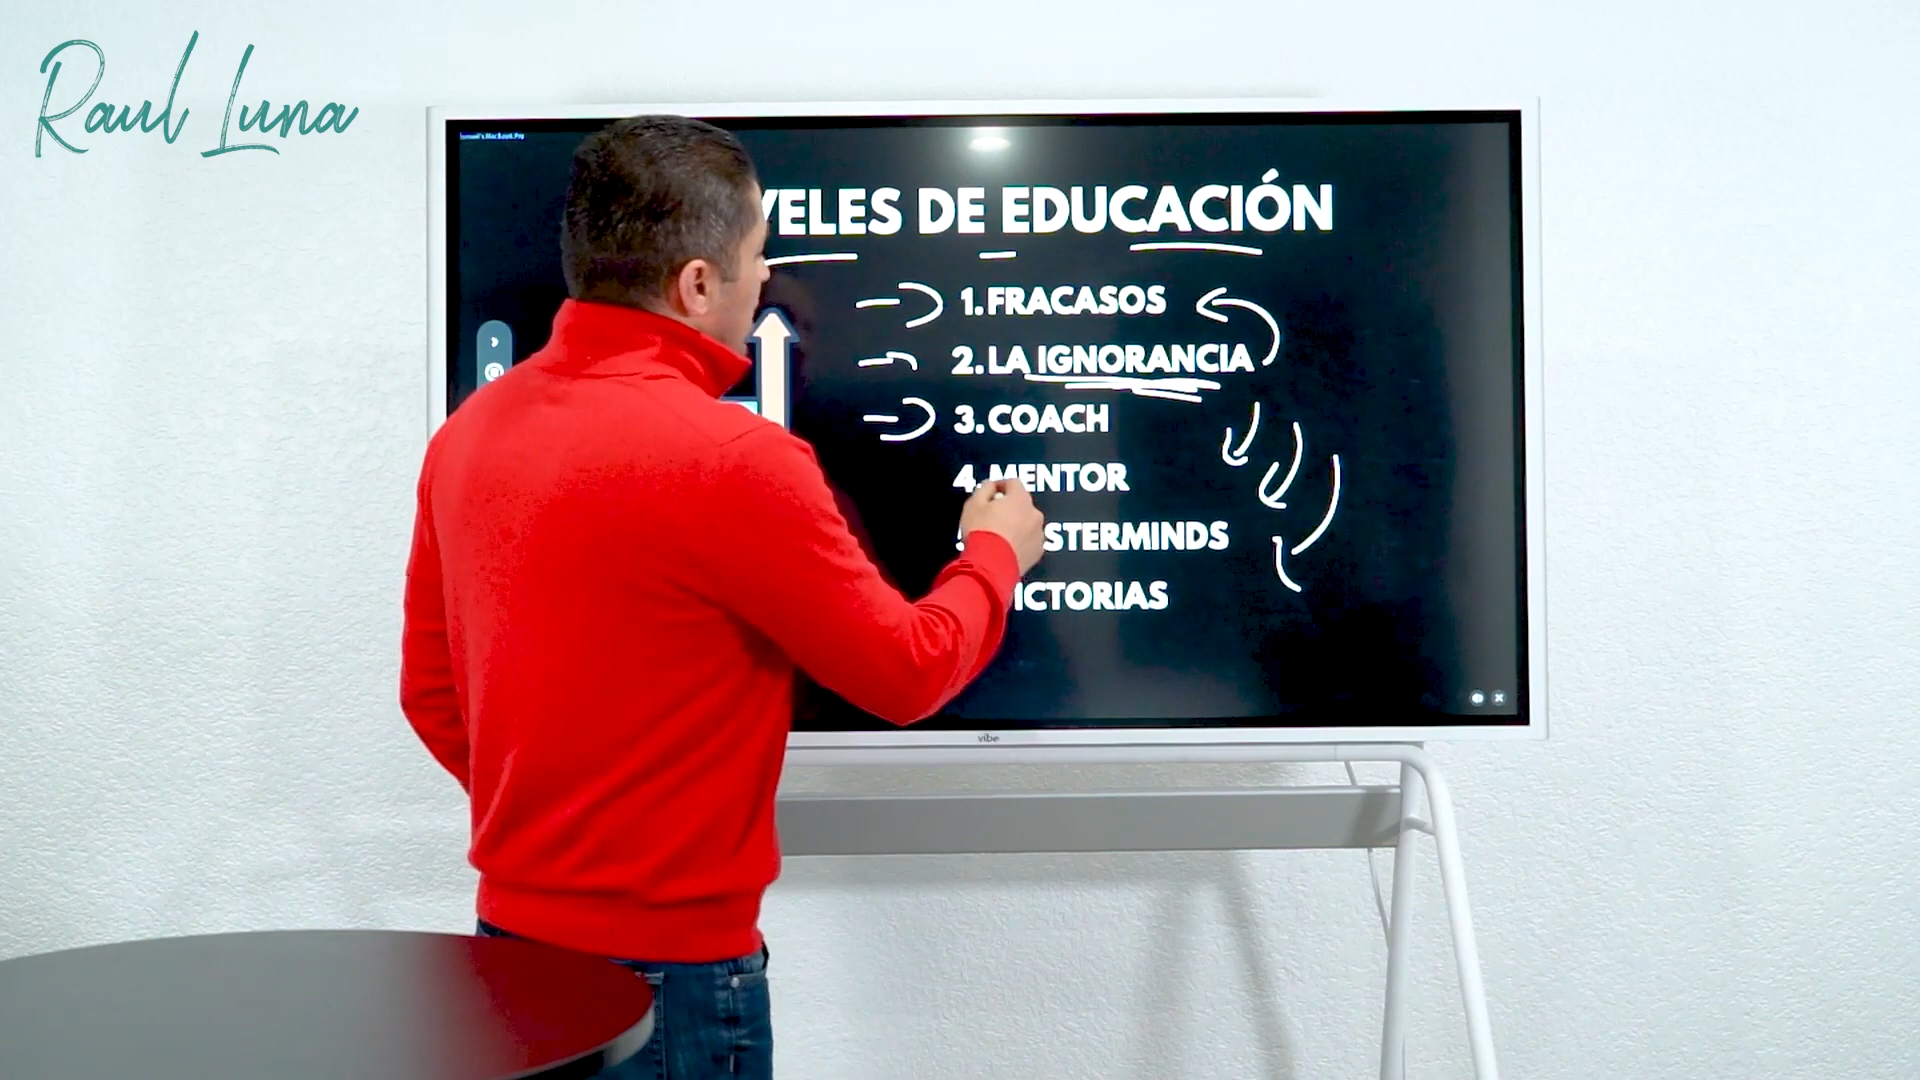 Raul Luna
VELES DE EDUCACIÓN
1. FRACASOS
2. LA IGNORANCIA
3. COACH
4. MENTOR
STERMINDS
ICTORIAS
vibe